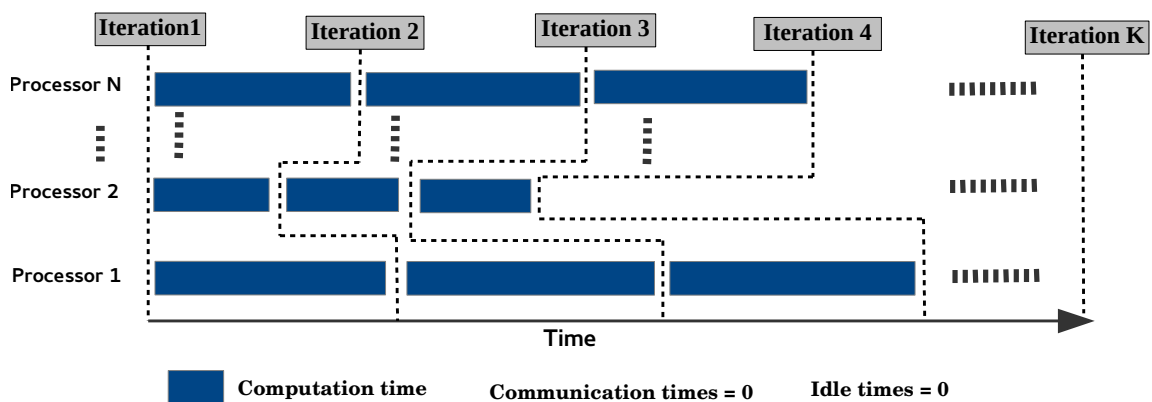 Iteration1
Iteration 2
Iteration 3
Iteration 4
Iteration K
Processor N
Processor 2
Processor 1
Time
Computation time
Communication times = 0
Idle times = 0